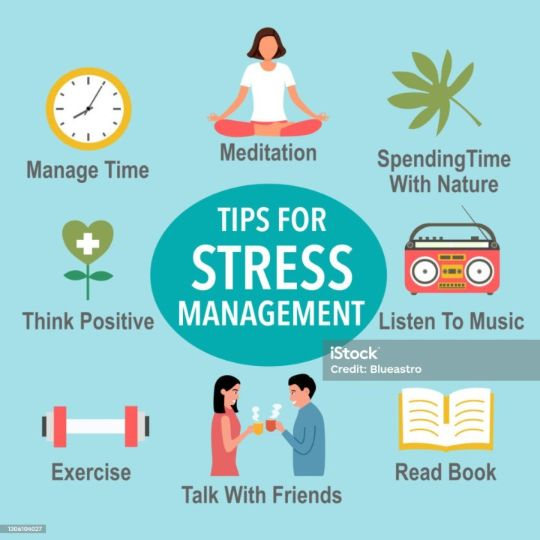 Manage Time
Meditation
SpendingTime
With Nature
TIPS FOR
STRESS
MANAGEMENT
Think Positive
Listen To Music
iStock
Credit: Blueastro
Exercise
Talk With Friends
Read Book
1306104027